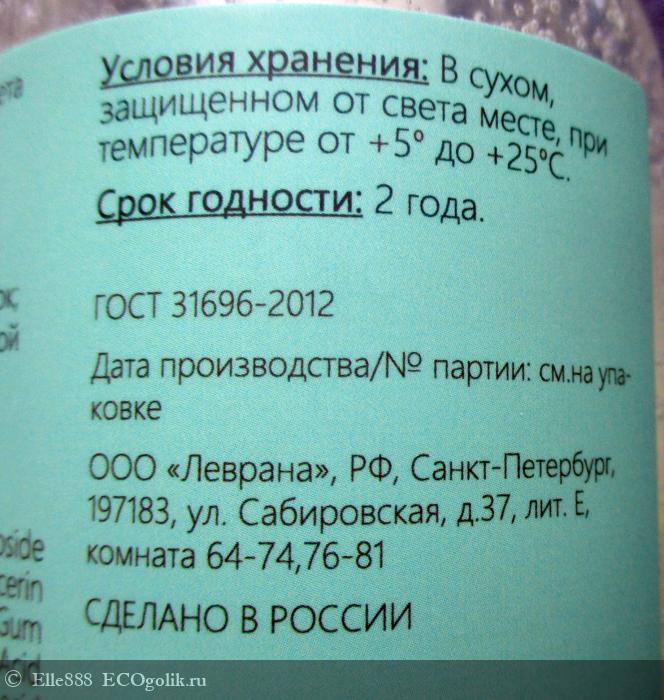 Условия хранения: В сухом,
защищенном от света месте, при
температуре от +5° до +25°С.
Срок годности: 2 года.
ГОСТ 31696-2012
Дата производства/№ партии: см.на упа-
ковке
ООО «Леврана», РФ, Санкт-Петербург,
197183, ул. Сабировская, д.37, лит. Е,
комната 64-74,76-81
СДЕЛАНО В РОССИИ
Gum
Acid
© Elle888 ECOgolik.ru